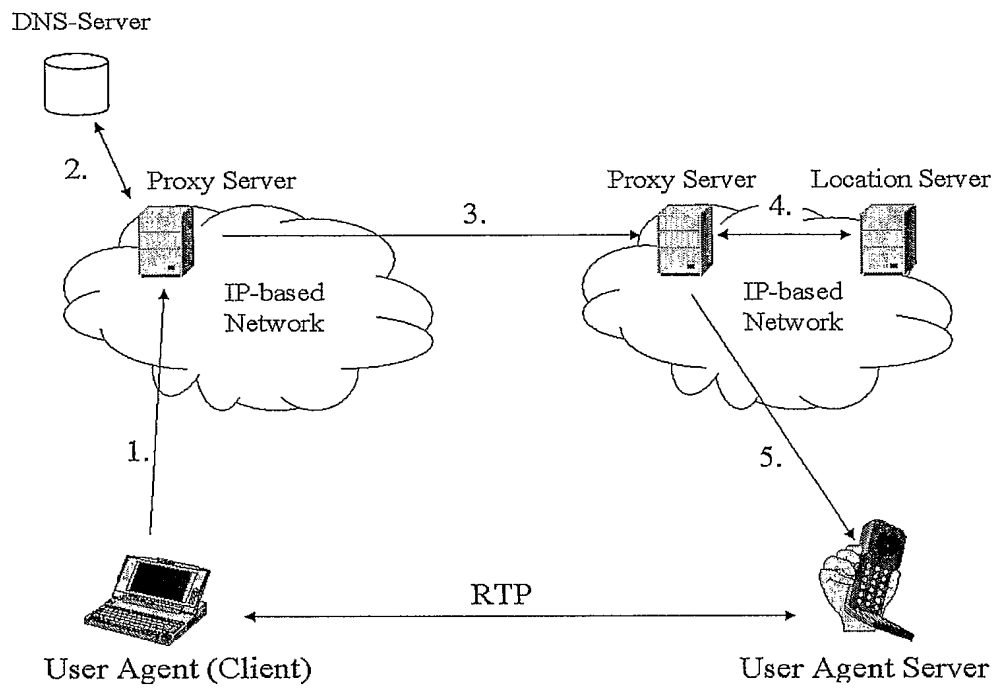 DNS-Server
2.
Proxy Server
3.
Proxy Server
Location Server
4.
IP-based
Network
IP-based
Network
1.
5.
RTP
User Agent (Client)
User Agent Server